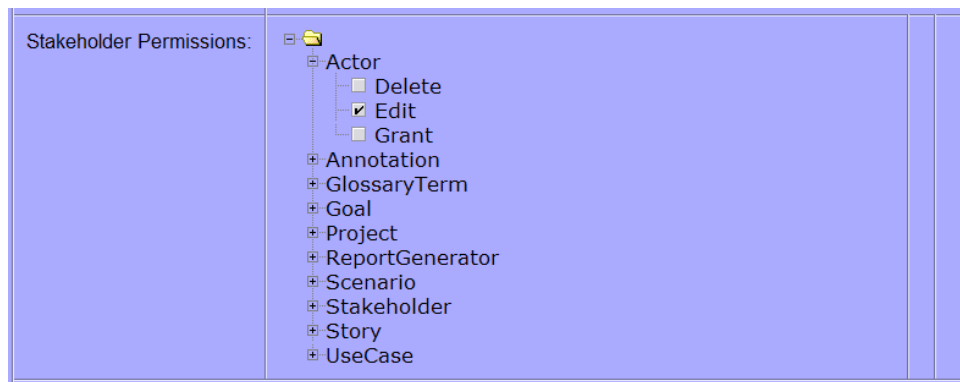 Stakeholder Permissions:
Actor
Delete
Edit
Grant
Annotation
GlossaryTerm
Goal
Project
ReportGenerator
Scenario
Stakeholder
Story
UseCase